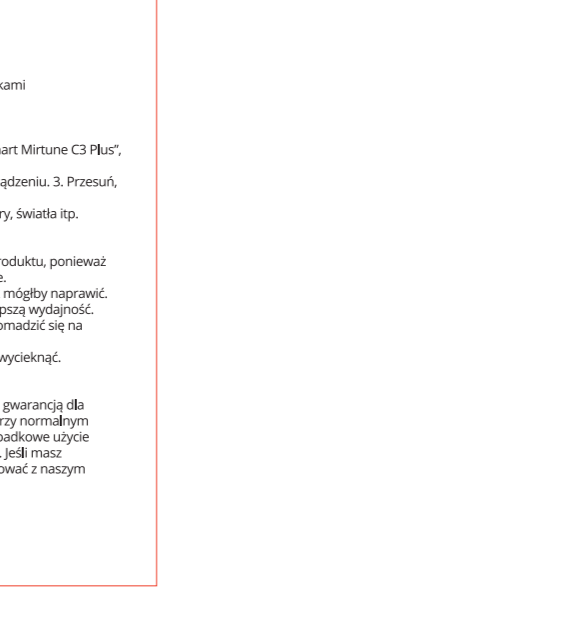 kami
art Mirtune C3 Plus”,
ądzeniu. 3. Przesuń,
ry, światła itp.
roduktu, ponieważ
e.
mógłby naprawić.
pszą wydajność.
omadzić się na
wycieknąć.
gwarancją dla
rzy normalnym
padkowe użycie
. Jeśli masz
ować z naszym